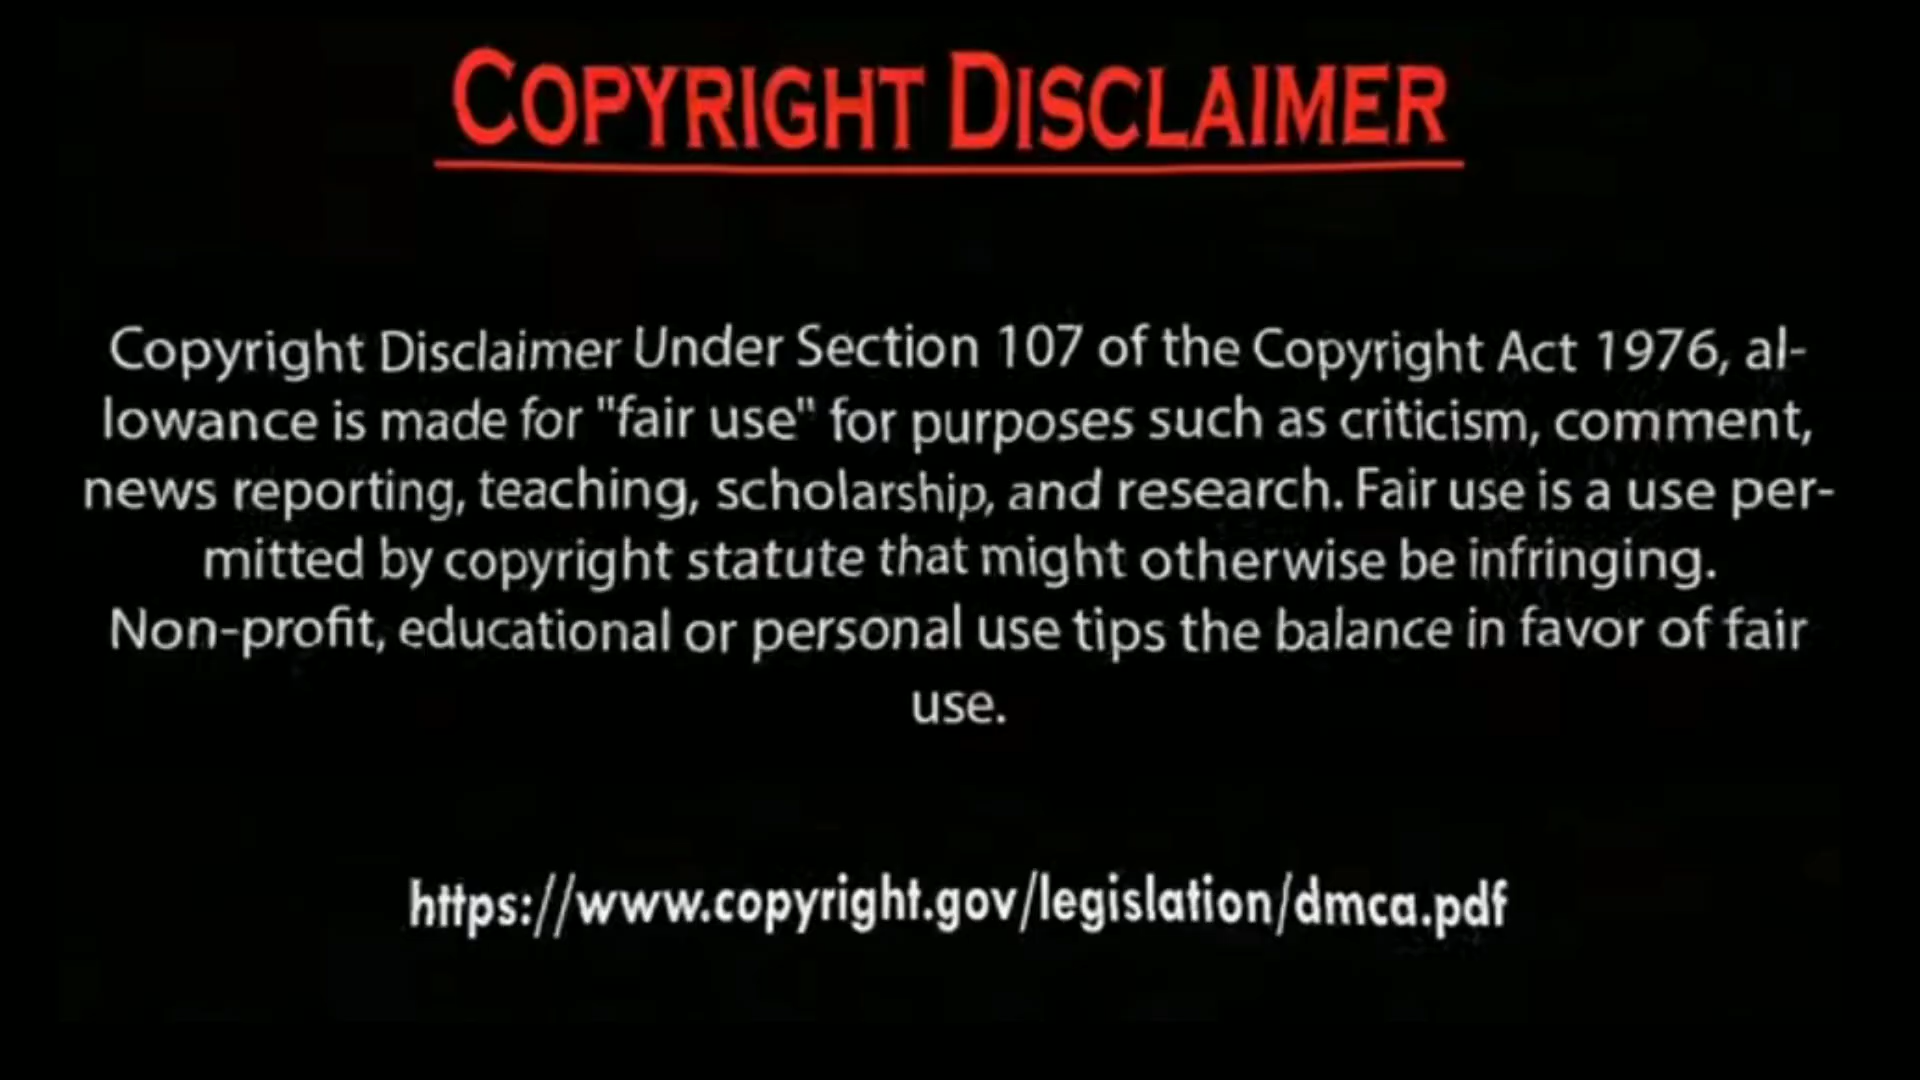 COPYRIGHT DISCLAIMER
Copyright Disclaimer Under Section 107 of the Copyright Act 1976, al-
lowance is made for "fair use" for purposes such as criticism, comment,
news reporting, teaching, scholarship, and research. Fair use is a use per-
mitted by copyright statute that might otherwise be infringing.
Non-profit, educational or personal use tips the balance in favor of fair
use.
https://www.copyright.gov/legislation/dmca.pdf